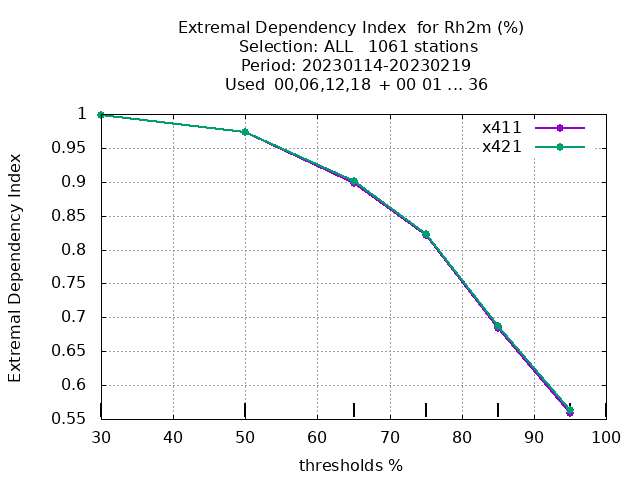 Extremal Dependency Index  for Rh2m (%)
Selection: ALL   1061 stations
Period: 20230114-20230219
Used  00,06,12,18  + 00 01 ... 36
x411
x421
1
0.95
0.9
0.85
0.8
0.75
0.7
0.65
0.6
0.55
Extremal Dependency Index
30 40 50 60 70 80 90 100
thresholds %